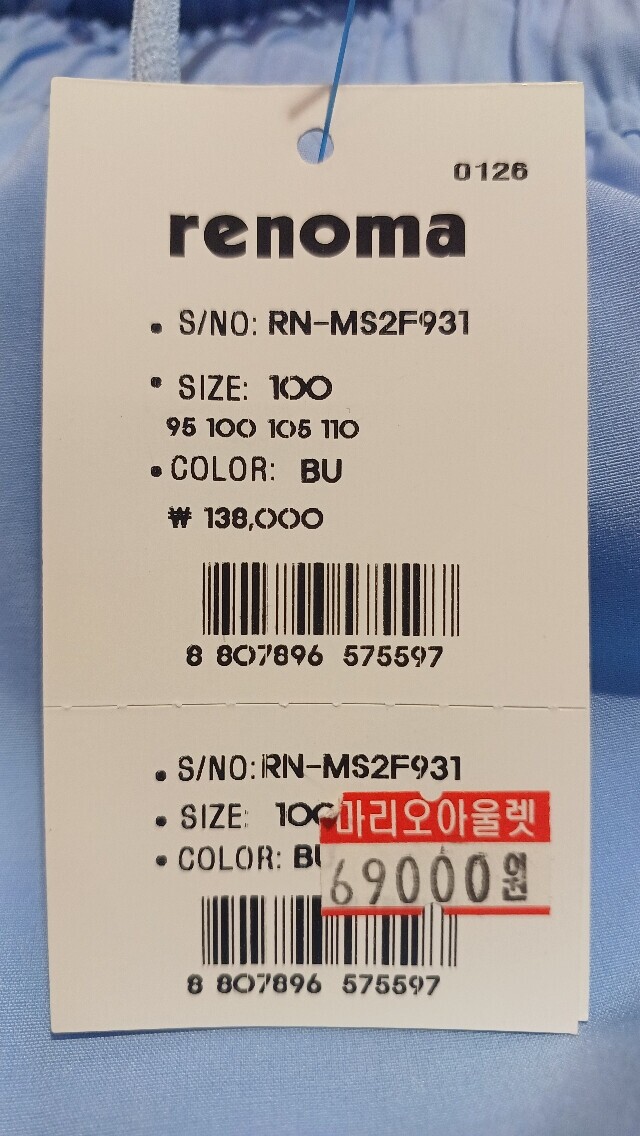 0126
renoma
• S/NO: RN-MS2F931
• SIZE: 100
95 100 105 110
• COLOR: BU
₩ 138,000
8 807896 575597
• S/NO: RN-MS2F931
• SIZE: 100
마리오아울렛
• COLOR: BU
69000원
8 807896 575597